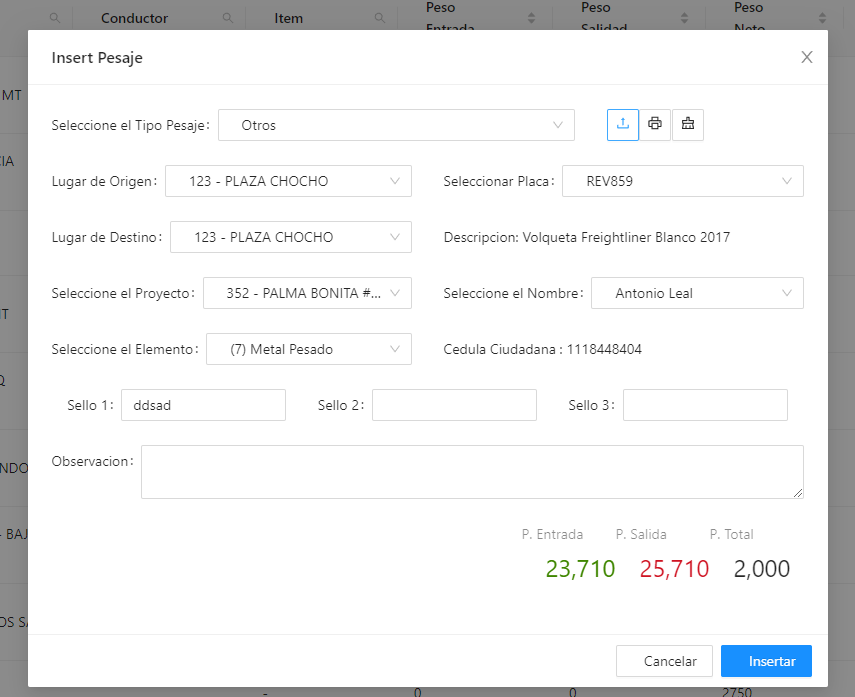 Conductor Item Peso Entrada Peso Salidad Peso Neto
Insert Pesaje
MT
Seleccione el Tipo Pesaje: Otros
CIA
Lugar de Origen: 123 - PLAZA CHOCHO Seleccionar Placa: REV859
Lugar de Destino: 123 - PLAZA CHOCHO Descripcion: Volqueta Freightliner Blanco 2017
Seleccione el Proyecto: 352 - PALMA BONITA #... Seleccione el Nombre: Antonio Leal
Seleccione el Elemento: (7) Metal Pesado Cedula Ciudadana : 1118448404
Sello 1: ddsad Sello 2: Sello 3:
Observacion:
NDO
- BAJ
P. Entrada P. Salida P. Total
23,710 25,710 2,000
OS SA
Cancelar Insertar
- 0 0 2750